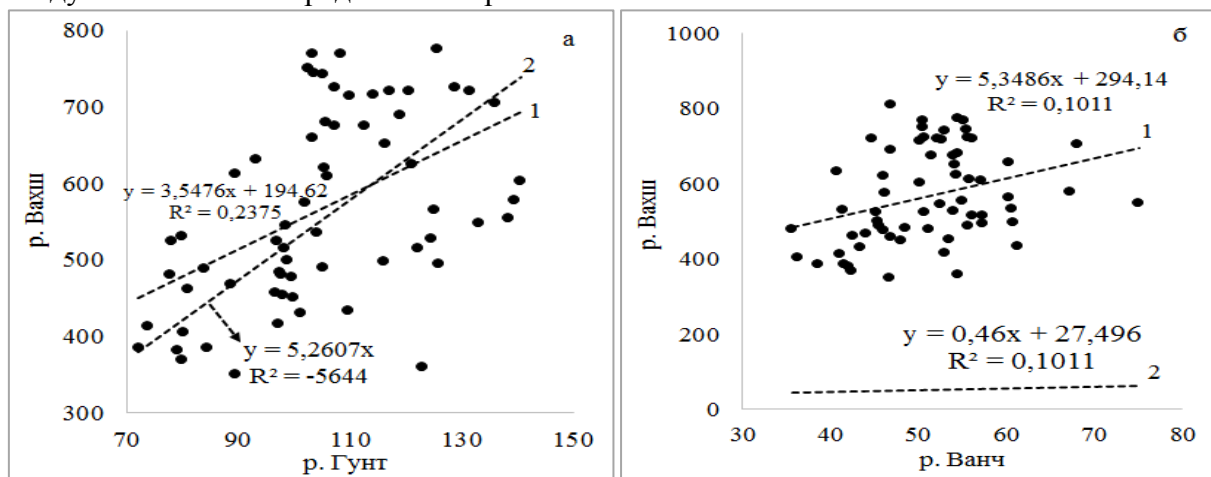 800
700
600
500
400
300
р. Вахш
а
2
1
y = 3,5476x + 194,62
R² = 0,2375
y = 5,2607x
R² = -5644
70 90 110 130 150
р. Гунт
1000
800
600
400
200
0
р. Вахш
б
y = 5,3486x + 294,14
R² = 0,1011
1
y = 0,46x + 27,496
R² = 0,1011
2
30 40 50 60 70 80
р. Ванч